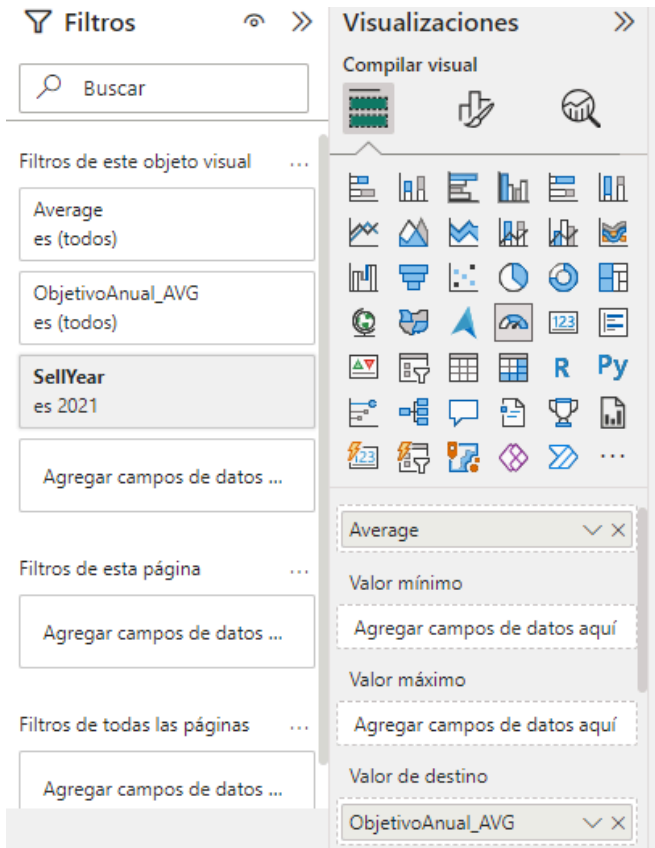 Filtros
Buscar
Filtros de este objeto visual ...
Average
es (todos)
ObjetivoAnual_AVG
es (todos)
SellYear
es 2021
Agregar campos de datos ...
Filtros de esta página ...
Agregar campos de datos ...
Filtros de todas las páginas ...
Agregar campos de datos ...
Visualizaciones
Compilar visual
123
R
Py
123
...
Average
Valor mínimo
Agregar campos de datos aquí
Valor máximo
Agregar campos de datos aquí
Valor de destino
ObjetivoAnual_AVG